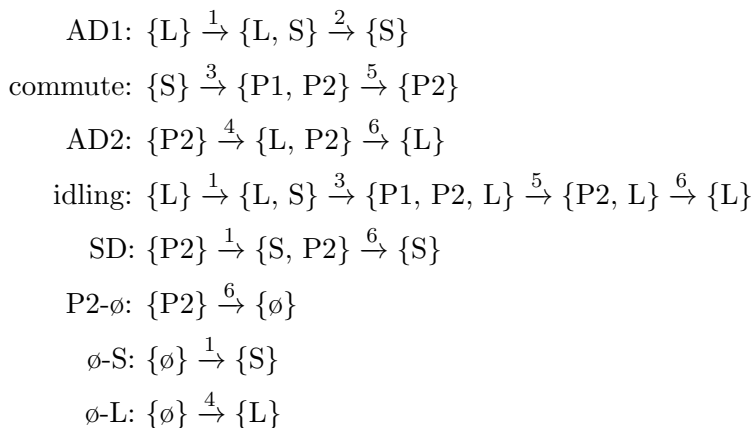 AD1: {L} 1→ {L, S} 2→ {S}
commute: {S} 3→ {P1, P2} 5→ {P2}
AD2: {P2} 4→ {L, P2} 6→ {L}
idling: {L} 1→ {L, S} 3→ {P1, P2, L} 5→ {P2, L} 6→ {L}
SD: {P2} 1→ {S, P2} 6→ {S}
P2-ø: {P2} 6→ {ø}
ø-S: {ø} 1→ {S}
ø-L: {ø} 4→ {L}